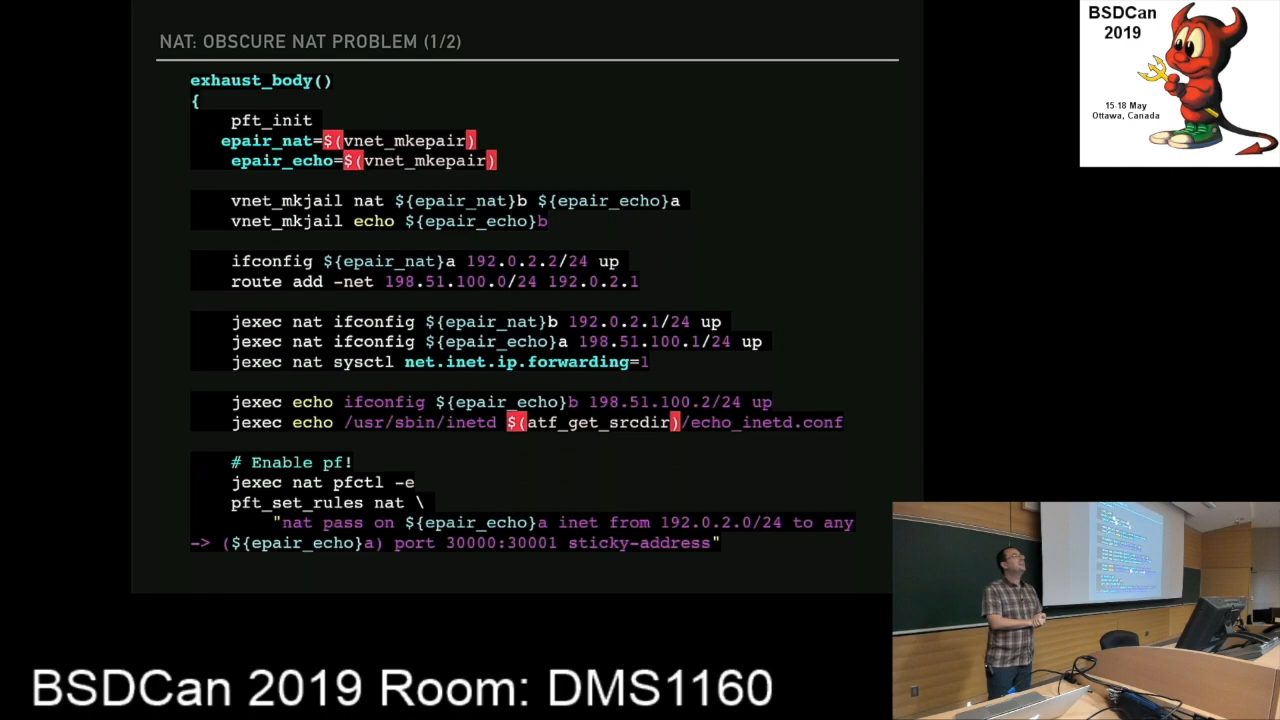 NAT: OBSCURE NAT PROBLEM (1/2)
exhaust_body()
{
pft_init
epair_nat=$(vnet_mkepair)
epair_echo=$(vnet_mkepair)
vnet_mkjail nat ${epair_nat}b ${epair_echo}a
vnet_mkjail echo ${epair_echo}b
ifconfig ${epair_nat}a 192.0.2.2/24 up
route add -net 198.51.100.0/24 192.0.2.1
jexec nat ifconfig ${epair_nat}b 192.0.2.1/24 up
jexec nat ifconfig ${epair_echo}a 198.51.100.1/24 up
jexec nat sysctl net.inet.ip.forwarding=1
jexec echo ifconfig ${epair_echo}b 198.51.100.2/24 up
jexec echo /usr/sbin/inetd $(atf_get_srcdir)/echo_inetd.conf
# Enable pf!
jexec nat pfctl -e
pft_set_rules nat \
"nat pass on ${epair_echo}a inet from 192.0.2.0/24 to any
-> (${epair_echo}a) port 30000:30001 sticky-address"
BSDCan
2019
15-18 May
Ottawa, Canada
BSDCan 2019 Room: DMS1160